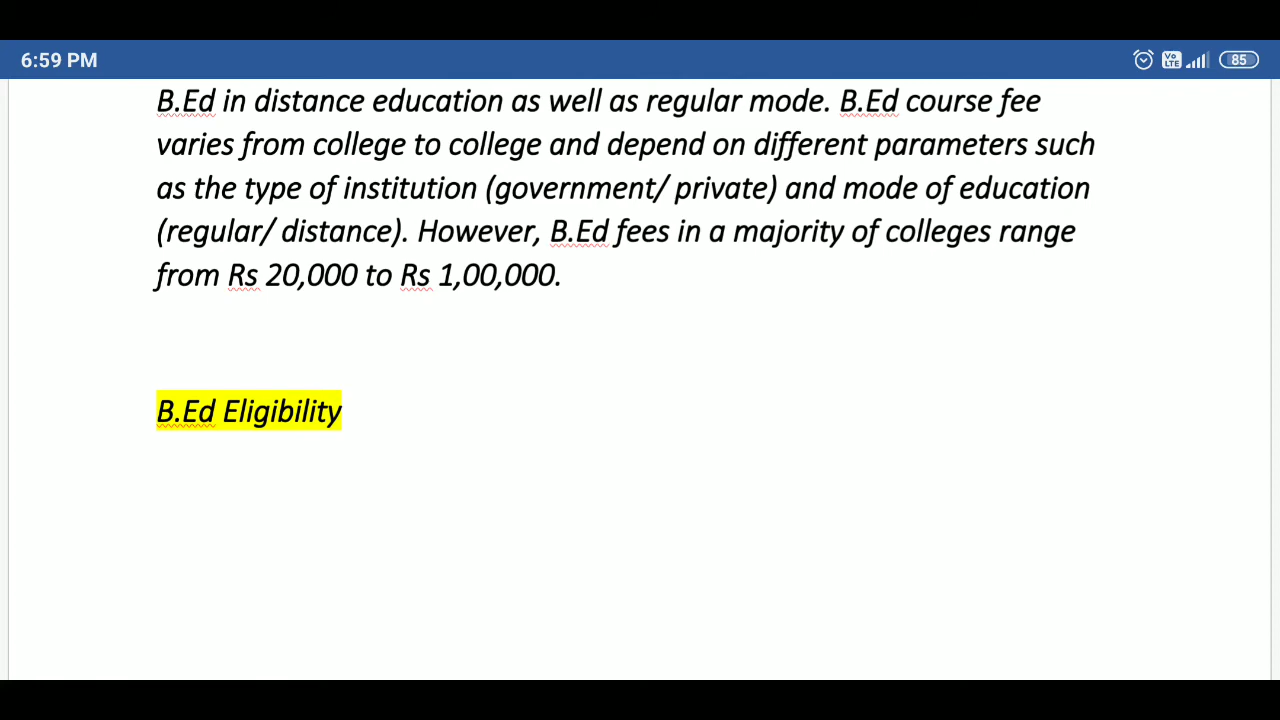 6:59 PM
Vo LTE
85
B.Ed in distance education as well as regular mode. B.Ed course fee
varies from college to college and depend on different parameters such
as the type of institution (government/ private) and mode of education
(regular/ distance). However, B.Ed fees in a majority of colleges range
from Rs 20,000 to Rs 1,00,000.
B.Ed Eligibility